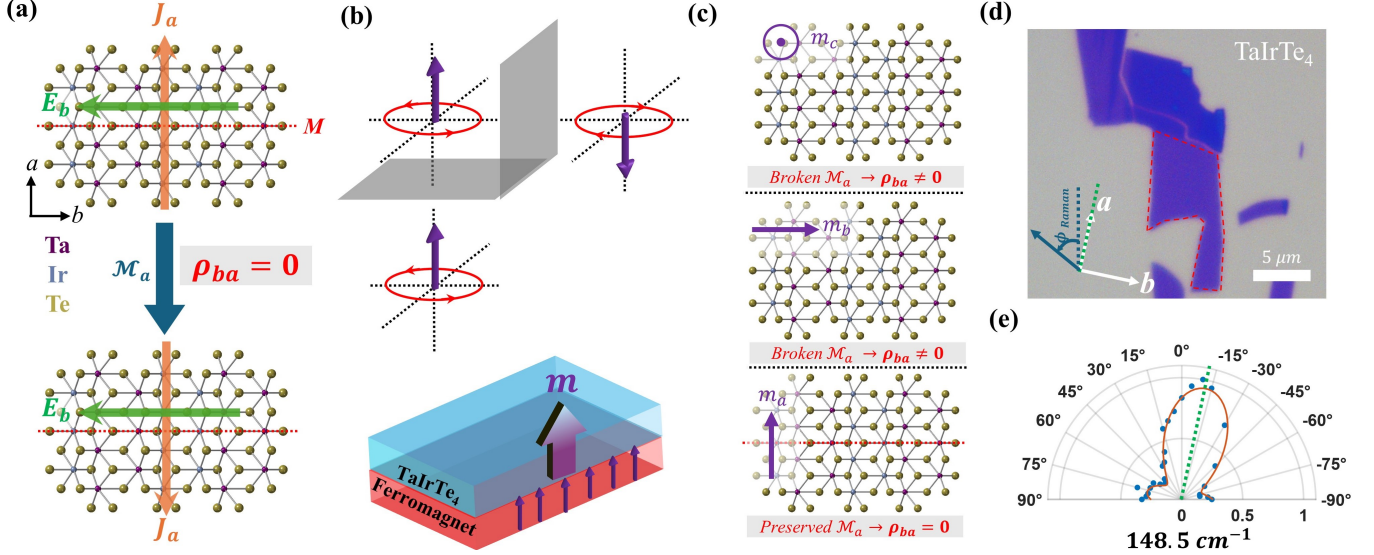 (a)
J_a
E_b
M
a
b
Ta
Ir
Te
ℳ_a
ρ_ba = 0
E_b
J_a
(b)
m
TaIrTe₄
Ferromagnet
(c)
m_c
Broken ℳ_a → ρ_ba ≠ 0
m_b
Broken ℳ_a → ρ_ba ≠ 0
m_a
Preserved ℳ_a → ρ_ba = 0
(d)
TaIrTe₄
ϕ_Raman
a
b
5 μm
(e)
0°
15° -15°
30° -30°
45° -45°
60° -60°
75° -75°
90° -90°
0 0.5 1
148.5 cm⁻¹